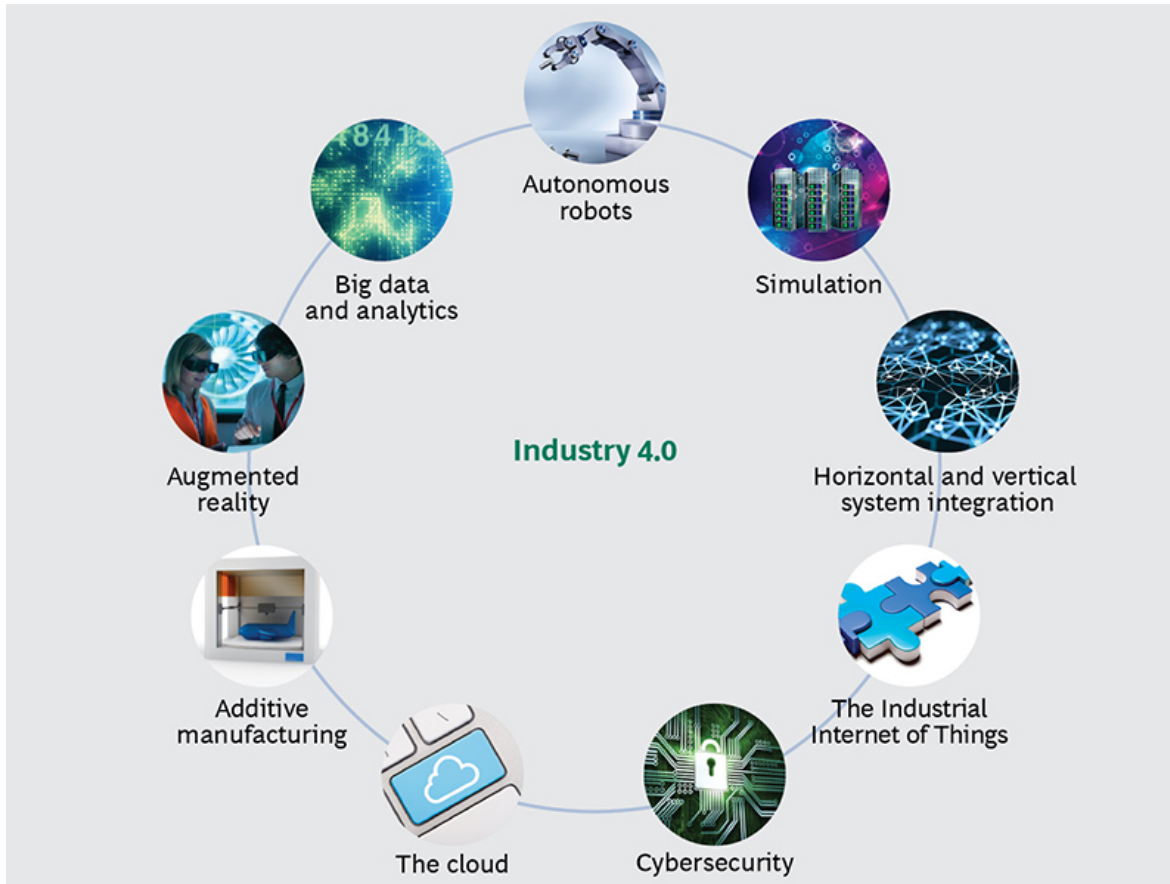 Autonomous
robots
Simulation
Horizontal and vertical
system integration
The Industrial
Internet of Things
Cybersecurity
The cloud
Additive
manufacturing
Augmented
reality
Big data
and analytics
Industry 4.0